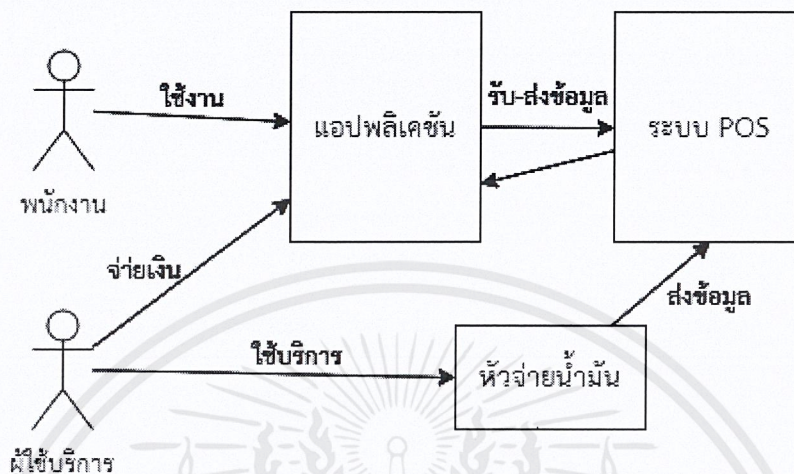 ใช้งาน
แอปพลิเคชัน
รับ-ส่งข้อมูล
ระบบ POS
พนักงาน
จ่ายเงิน
ส่งข้อมูล
ใช้บริการ
หัวจ่ายน้ำมัน
ผู้ใช้บริการ